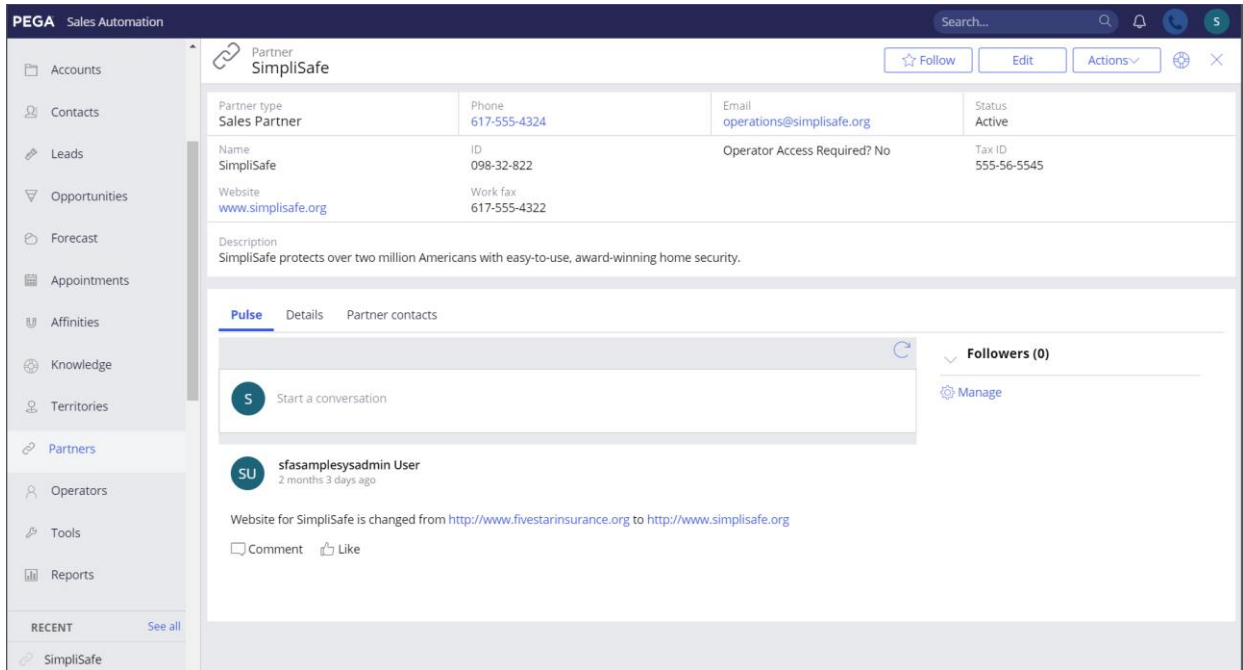 PEGA Sales Automation
Search...
S
Accounts
Contacts
Leads
Opportunities
Forecast
Appointments
Affinities
Knowledge
Territories
Partners
Operators
Tools
Reports
RECENT See all
SimpliSafe
Partner
SimpliSafe
Follow Edit Actions
Partner type Phone Email Status
Sales Partner 617-555-4324 operations@simplisafe.org Active
Name ID Operator Access Required? No Tax ID
SimpliSafe 098-32-822 555-56-5545
Website Work fax
www.simplisafe.org 617-555-4322
Description
SimpliSafe protects over two million Americans with easy-to-use, award-winning home security.
Pulse Details Partner contacts
Followers (0)
Manage
S Start a conversation
SU sfasamplesysadmin User
2 months 3 days ago
Website for SimpliSafe is changed from http://www.fivestarinsurance.org to http://www.simplisafe.org
Comment Like